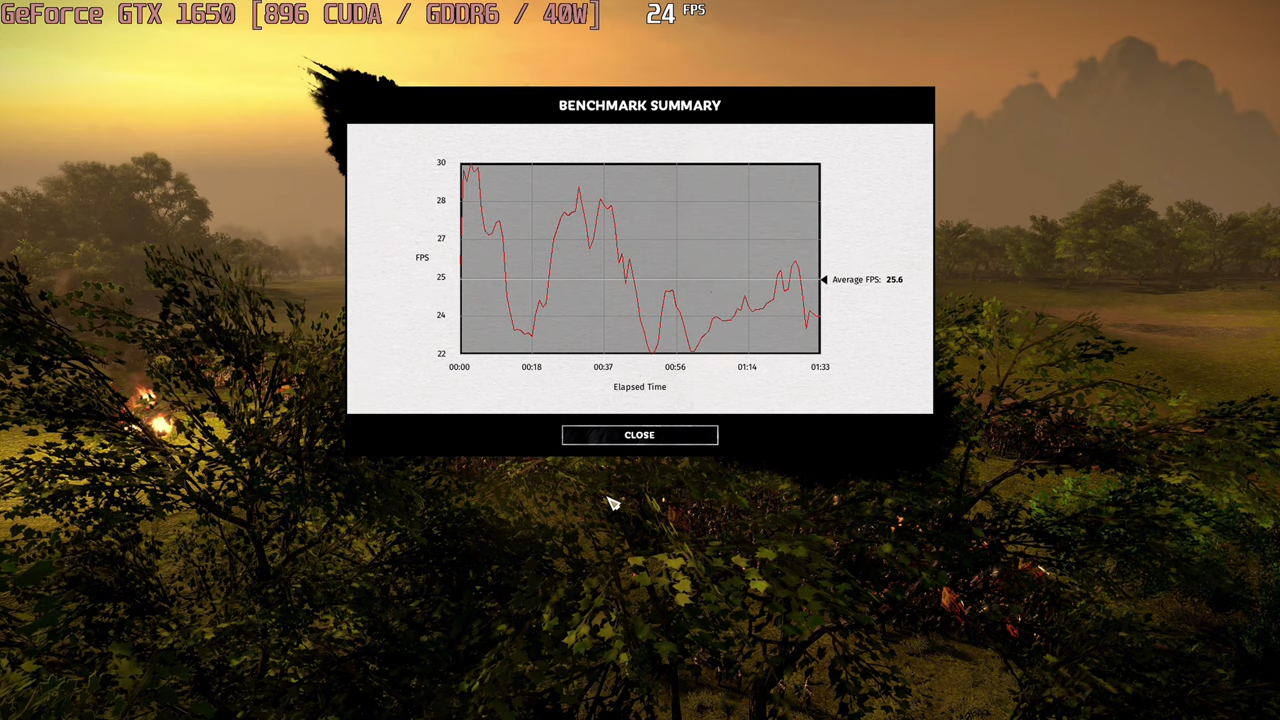 GeForce GTX 1650 [896 CUDA / GDDR6 / 40W] 24 FPS
BENCHMARK SUMMARY
30
28
27
FPS
25
Average FPS: 25.6
24
22
00:00 00:18 00:37 00:56 01:14 01:33
Elapsed Time
CLOSE